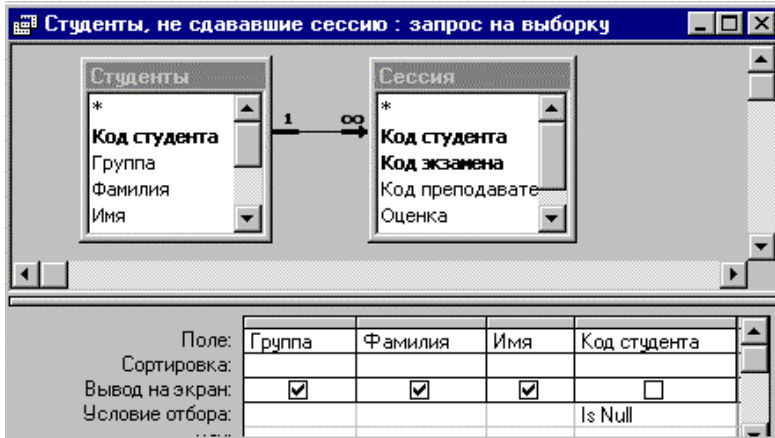 Студенты, не сдававшие сессию : запрос на выборку
Студенты
*
Код студента
Группа
Фамилия
Имя
1
∞
Сессия
*
Код студента
Код экзамена
Код преподавате
Оценка
Поле: Группа Фамилия Имя Код студента
Сортировка:
Вывод на экран:
Условие отбора: Is Null